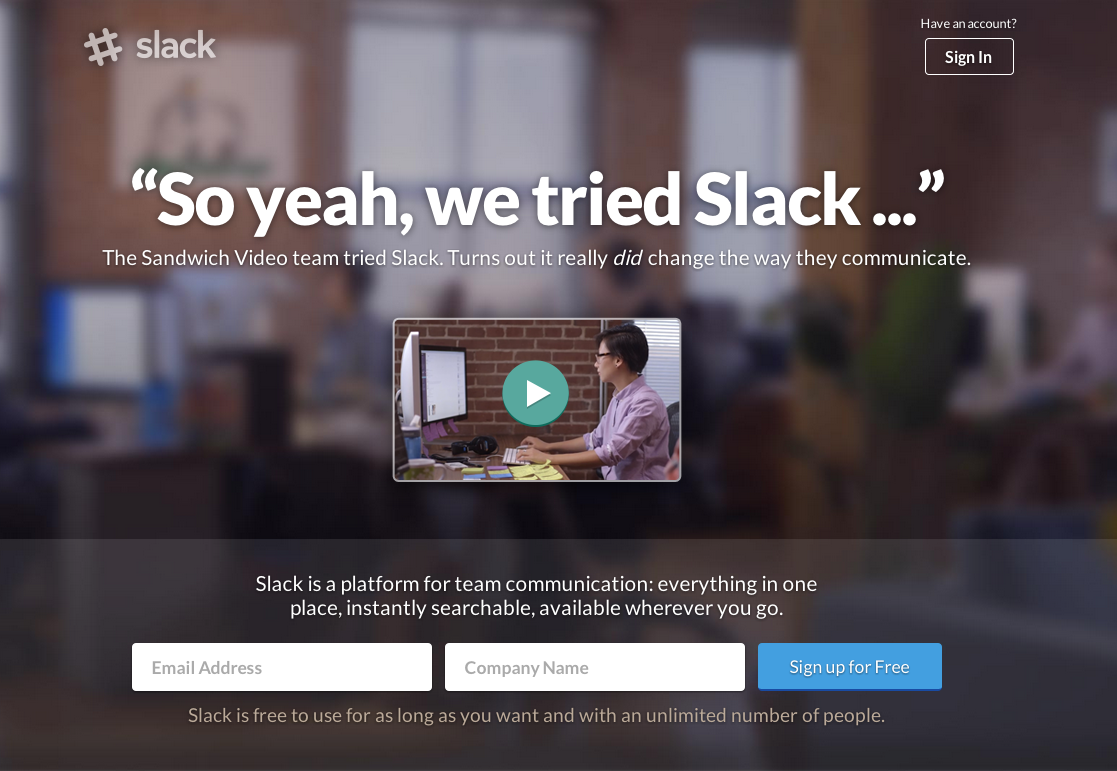 slack
Have an account?
Sign In
“So yeah, we tried Slack ...”
The Sandwich Video team tried Slack. Turns out it really did change the way they communicate.
Slack is a platform for team communication: everything in one
place, instantly searchable, available wherever you go.
Email Address
Company Name
Sign up for Free
Slack is free to use for as long as you want and with an unlimited number of people.